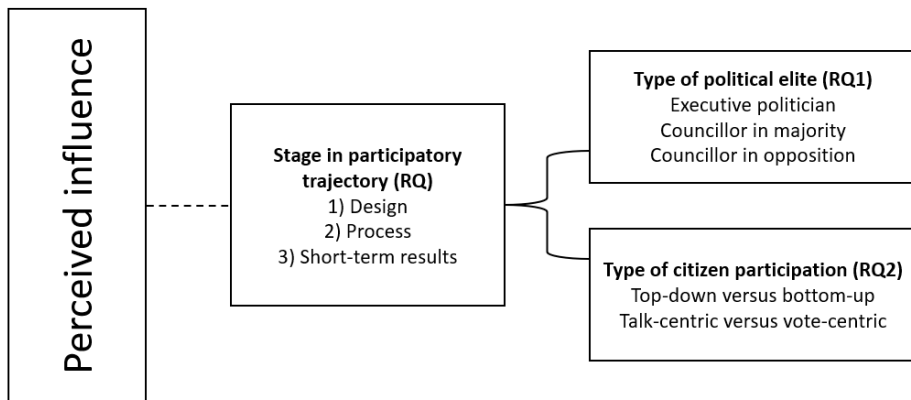 Perceived influence
Stage in participatory
trajectory (RQ)
1) Design
2) Process
3) Short-term results
Type of political elite (RQ1)
Executive politician
Councillor in majority
Councillor in opposition
Type of citizen participation (RQ2)
Top-down versus bottom-up
Talk-centric versus vote-centric